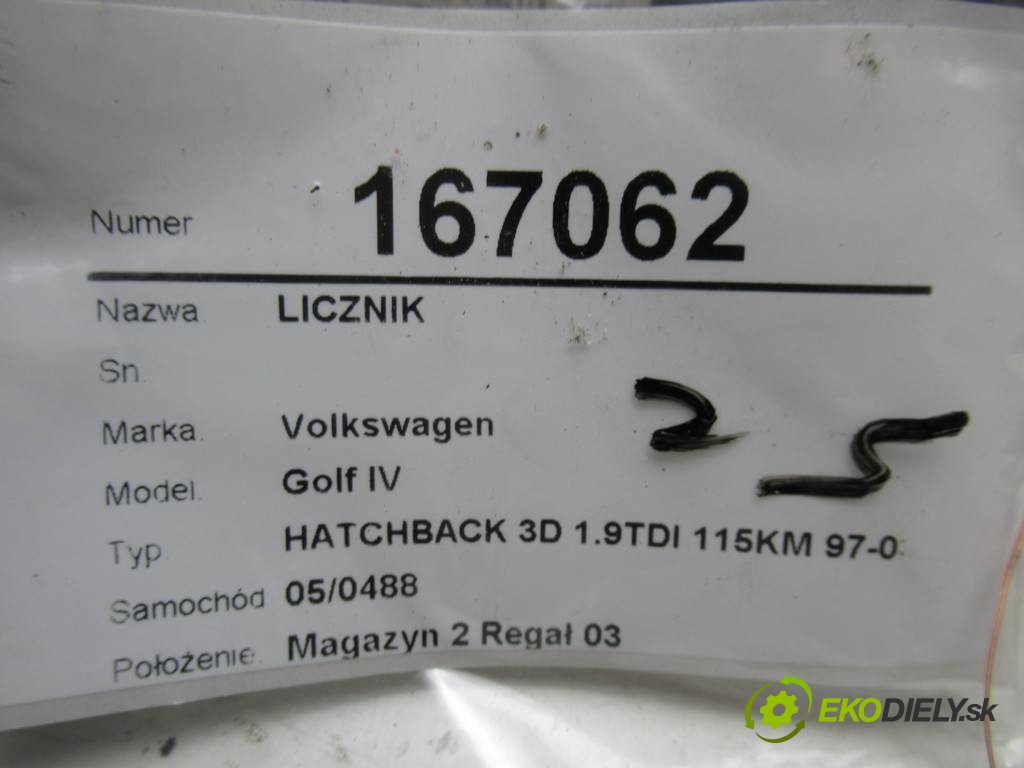 Numer 167062
Nazwa LICZNIK
Sn.
Marka. Volkswagen
Model. Golf IV
Typ. HATCHBACK 3D 1.9TDI 115KM 97-0
Samochód 05/0488
Położenie. Magazyn 2 Regał 03
25
EKODIELY.sk